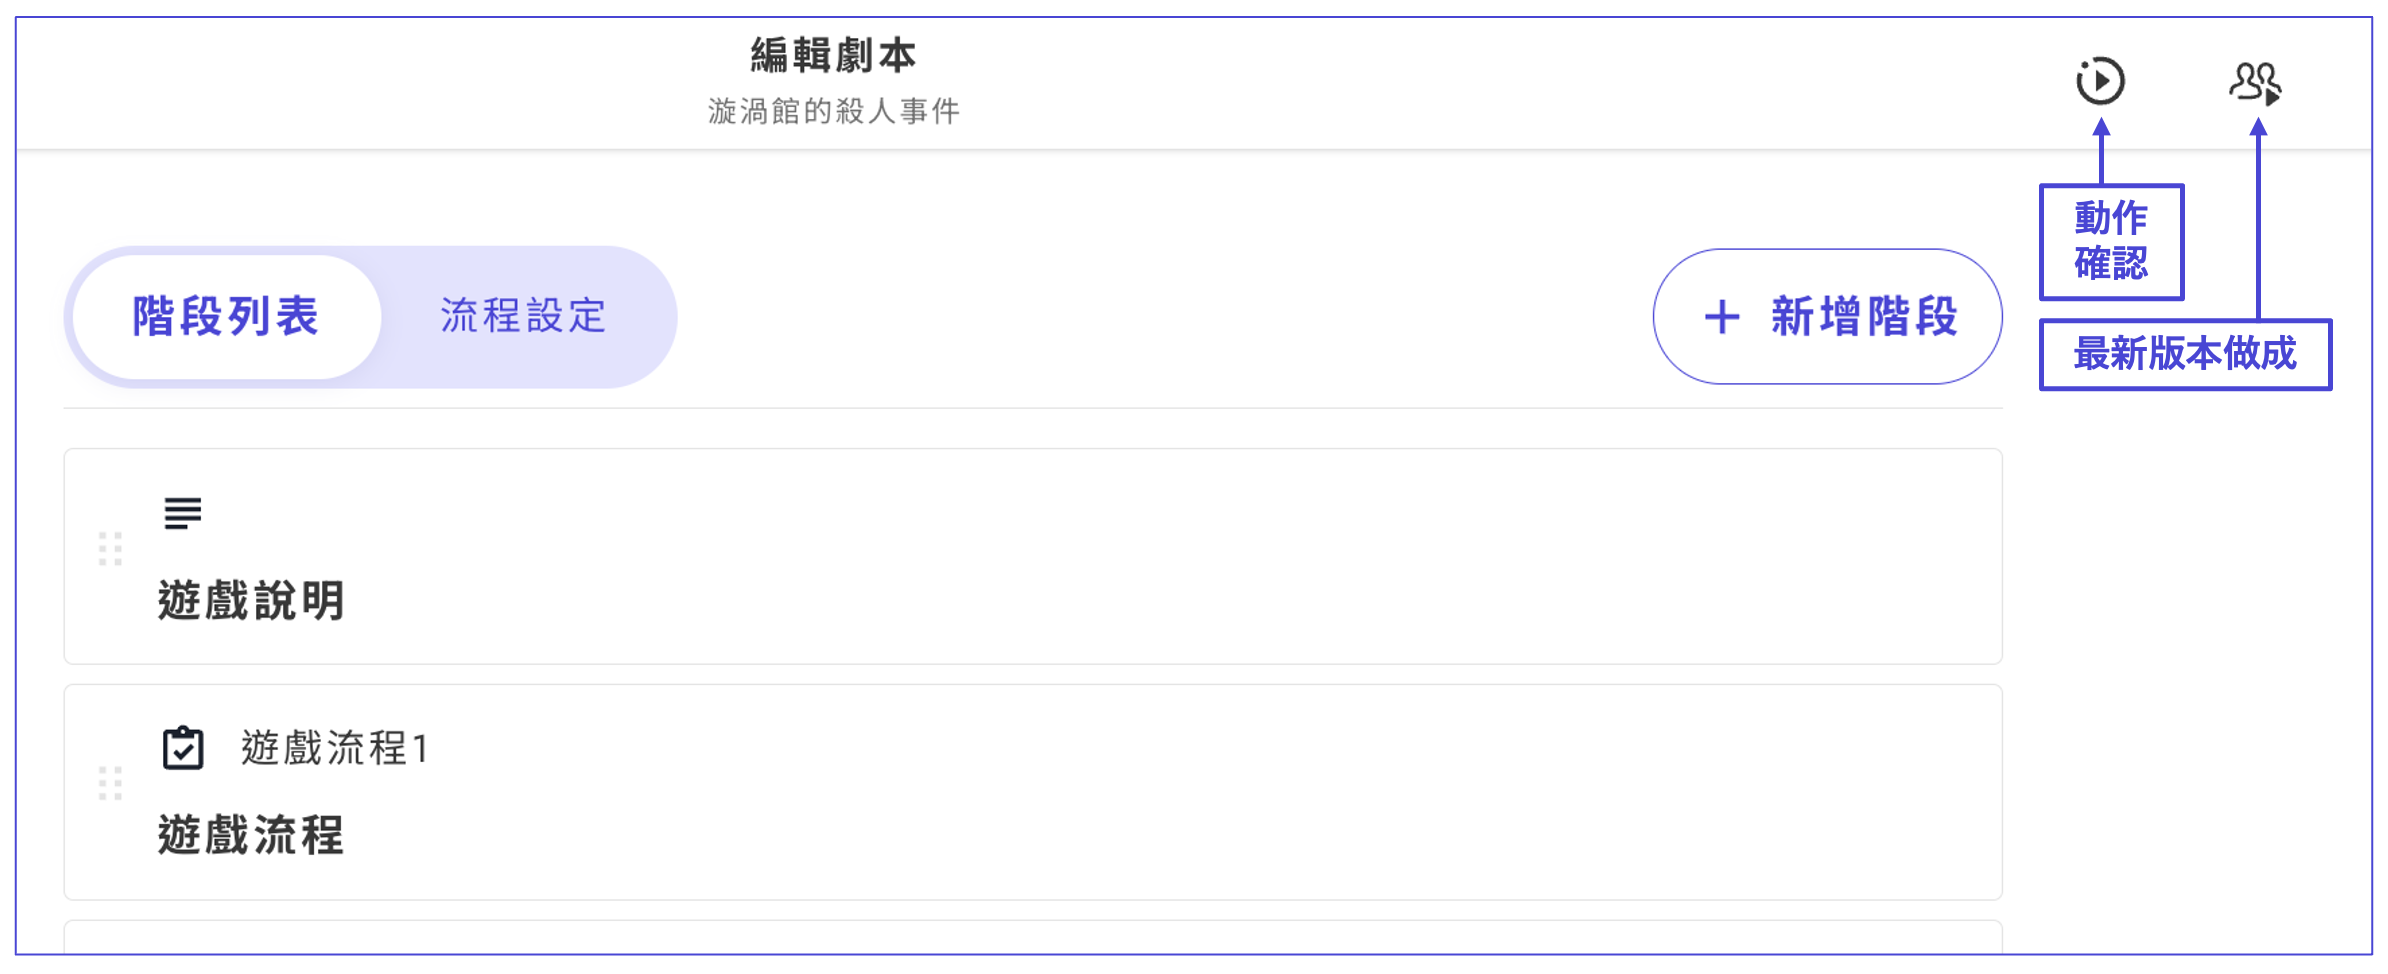 編輯劇本
漩渦館的殺人事件
動作
確認
最新版本做成
階段列表
流程設定
+ 新增階段
遊戲說明
遊戲流程1
遊戲流程